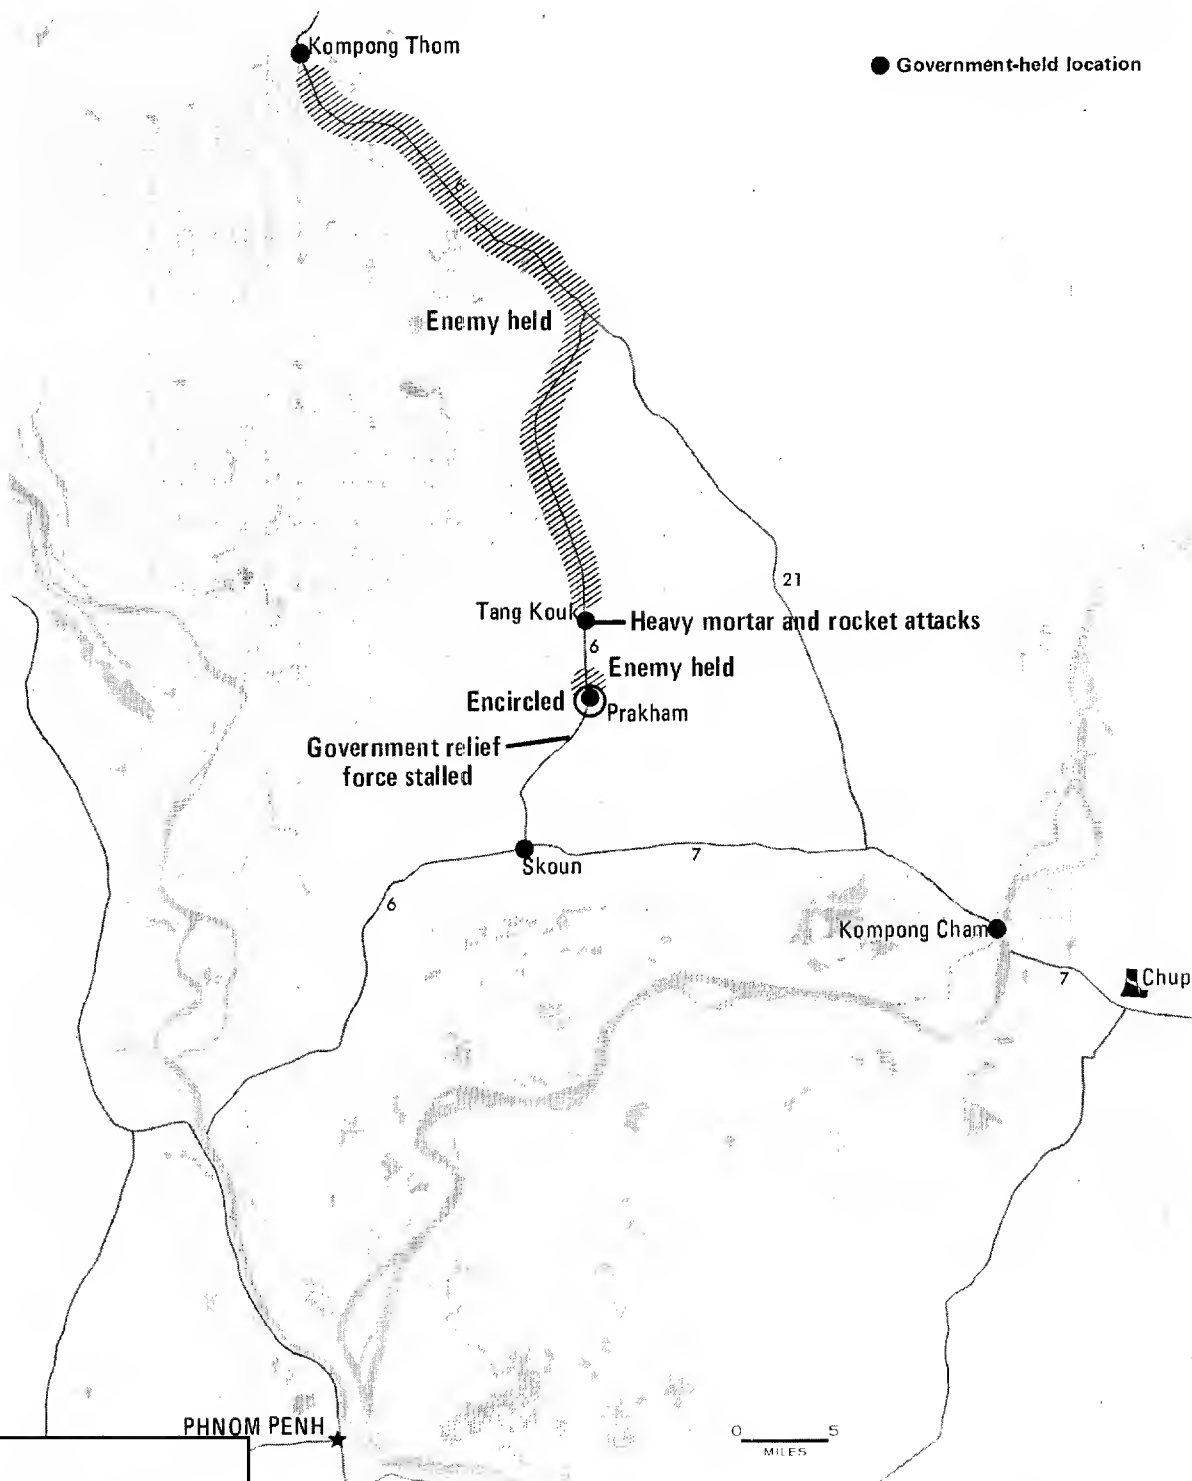 Kompong Thom
Government-held location
6
Enemy held
21
Tang Kouk
Heavy mortar and rocket attacks
6
Enemy held
Encircled
Prakham
Government relief
force stalled
Skoun
7
6
Kompong Cham
7
Chup
PHNOM PENH
0 5
MILES